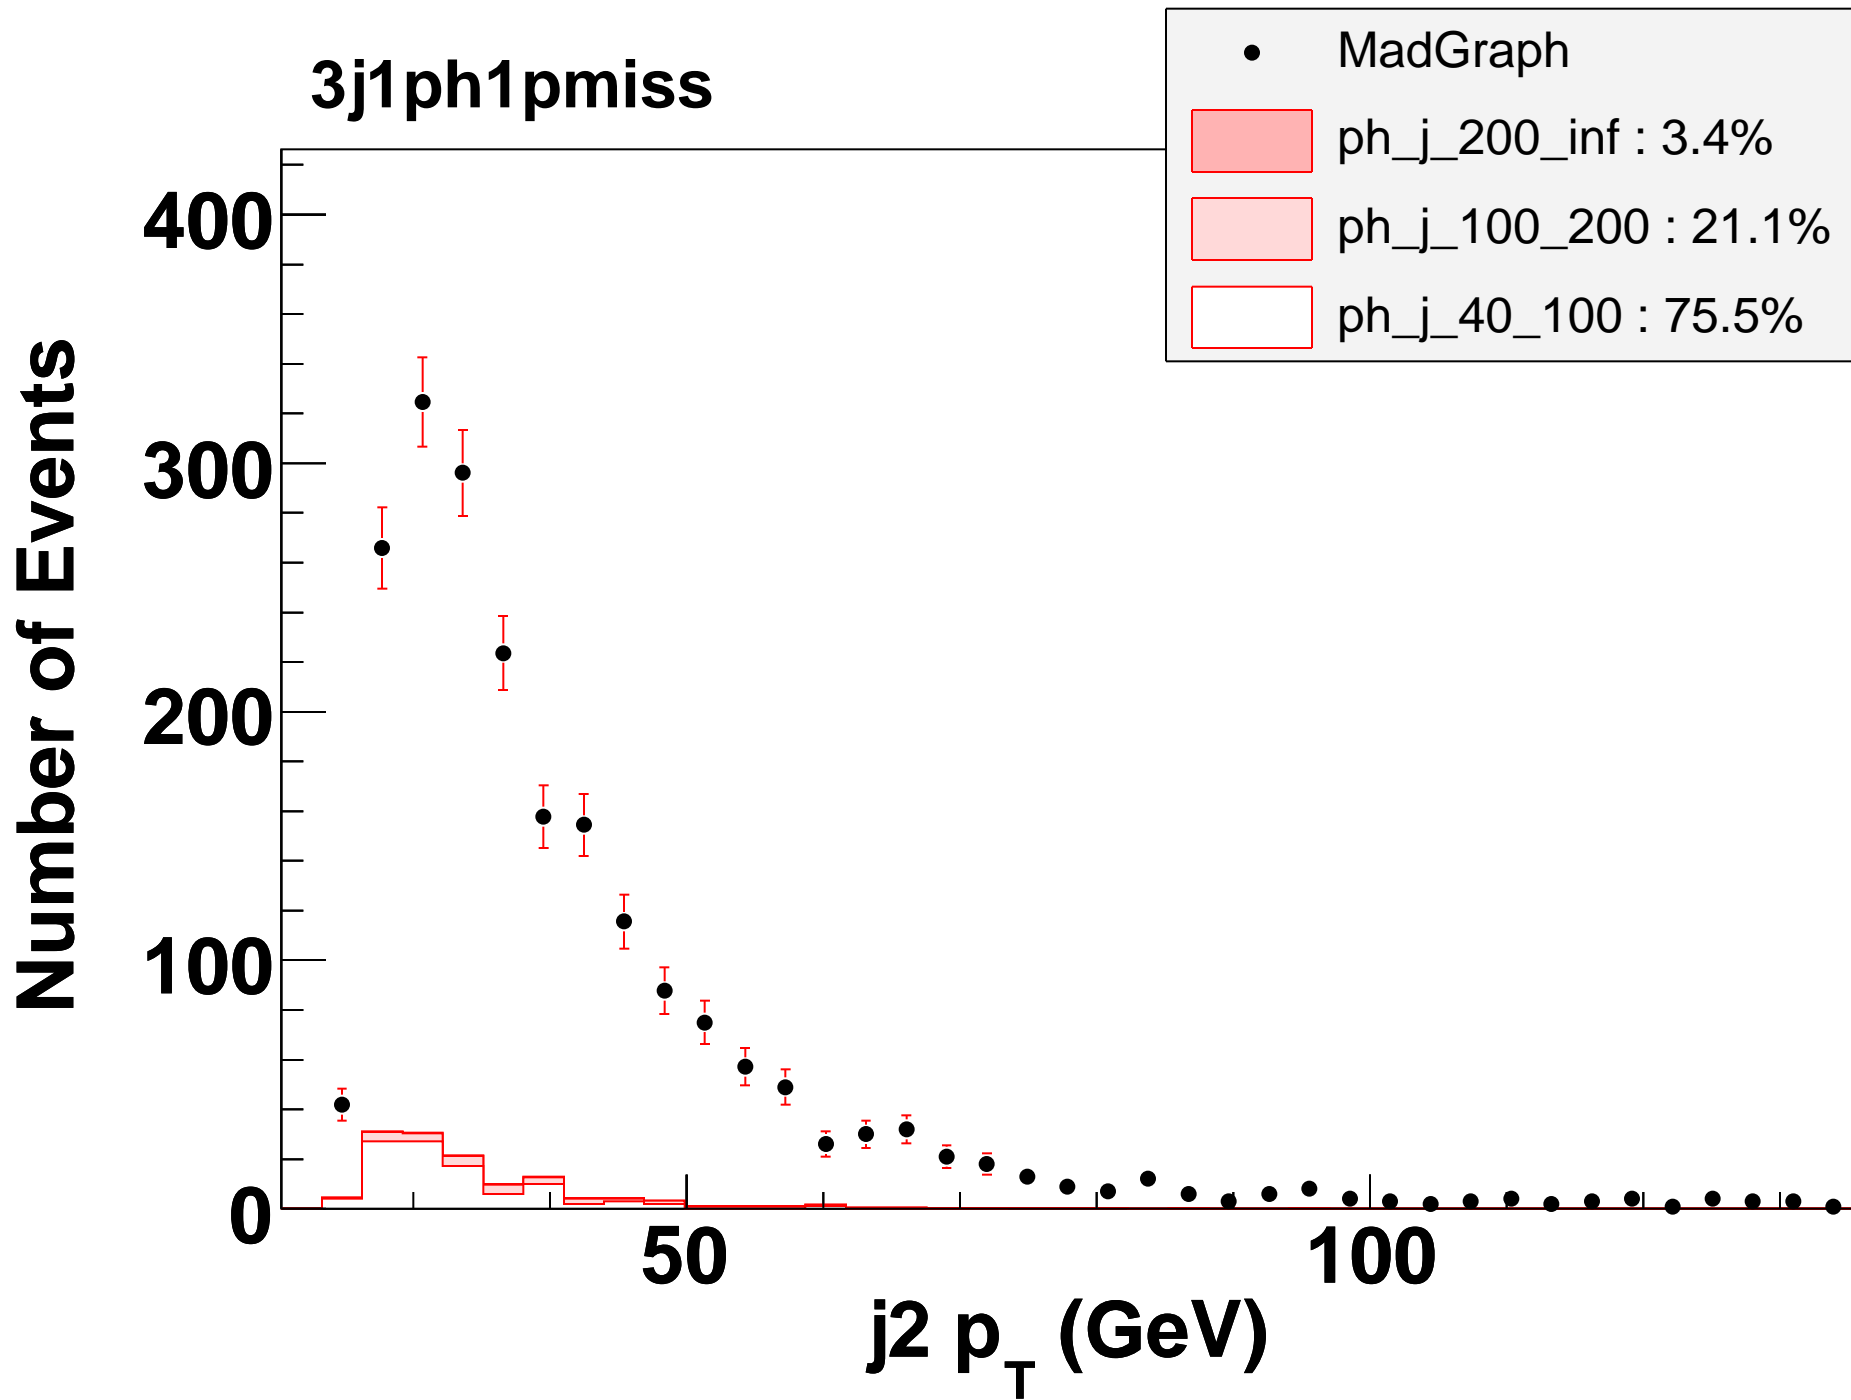 3j1ph1pmiss
MadGraph
ph_j_200_inf : 3.4%
ph_j_100_200 : 21.1%
ph_j_40_100 : 75.5%
Number of Events
400
300
200
100
0
50
100
j2 p_T (GeV)